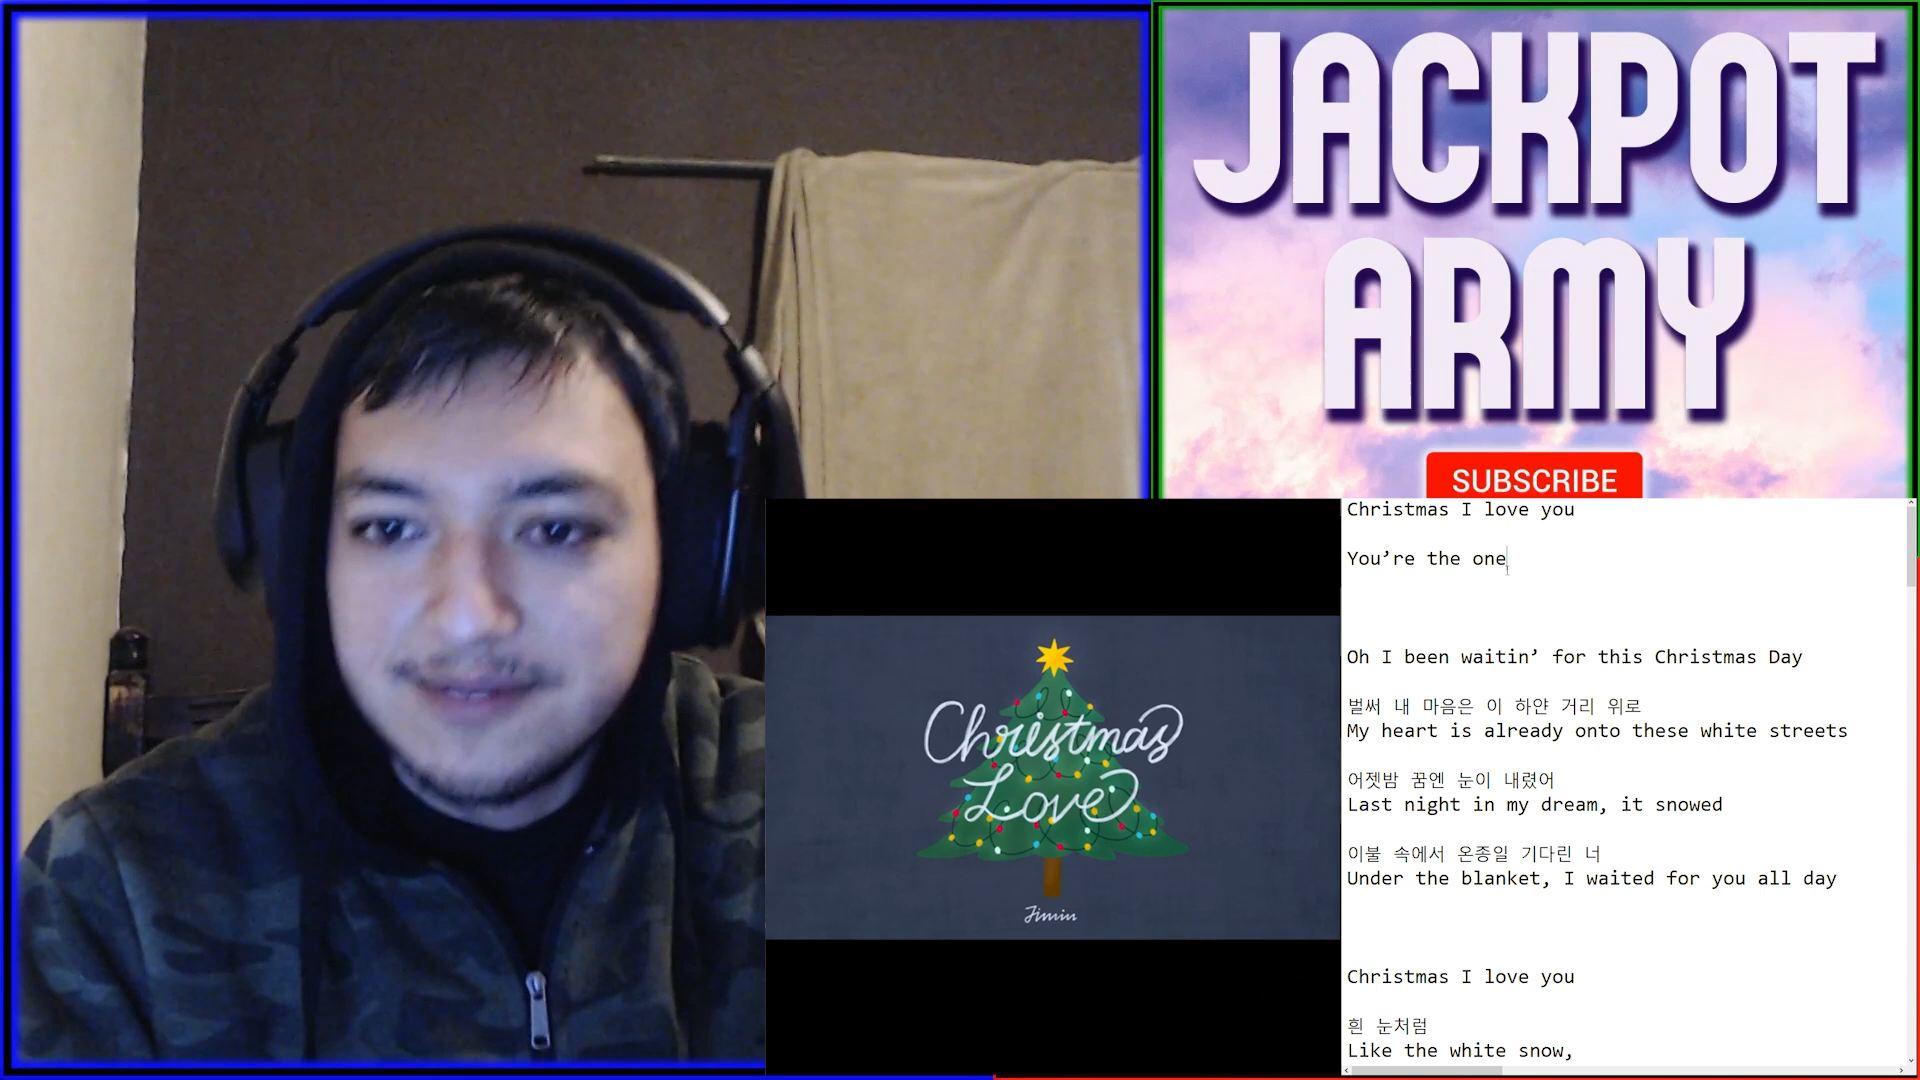 JACKPOT
ARMY
SUBSCRIBE
Christmas
Love
Jimin
Christmas I love you
You’re the one
Oh I been waitin’ for this Christmas Day
벌써 내 마음은 이 하얀 거리 위로
My heart is already onto these white streets
어젯밤 꿈엔 눈이 내렸어
Last night in my dream, it snowed
이불 속에서 온종일 기다린 너
Under the blanket, I waited for you all day
Christmas I love you
흰 눈처럼
Like the white snow,